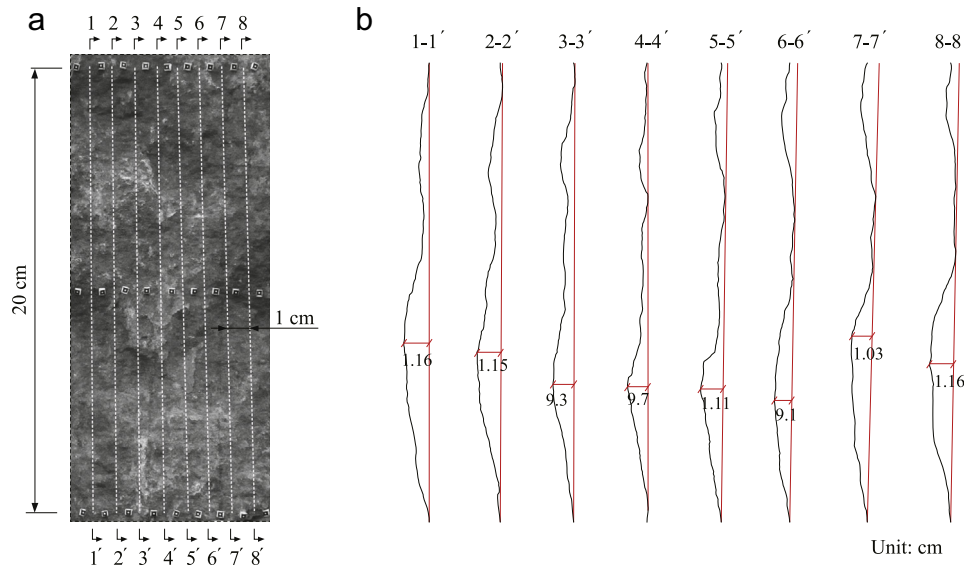 a
1 2 3 4 5 6 7 8
20 cm
1 cm
1′ 2′ 3′ 4′ 5′ 6′ 7′ 8′
b
1-1′ 2-2′ 3-3′ 4-4′ 5-5′ 6-6′ 7-7′ 8-8
1.16
1.15
9.3
9.7
1.11
9.1
1.03
1.16
Unit: cm